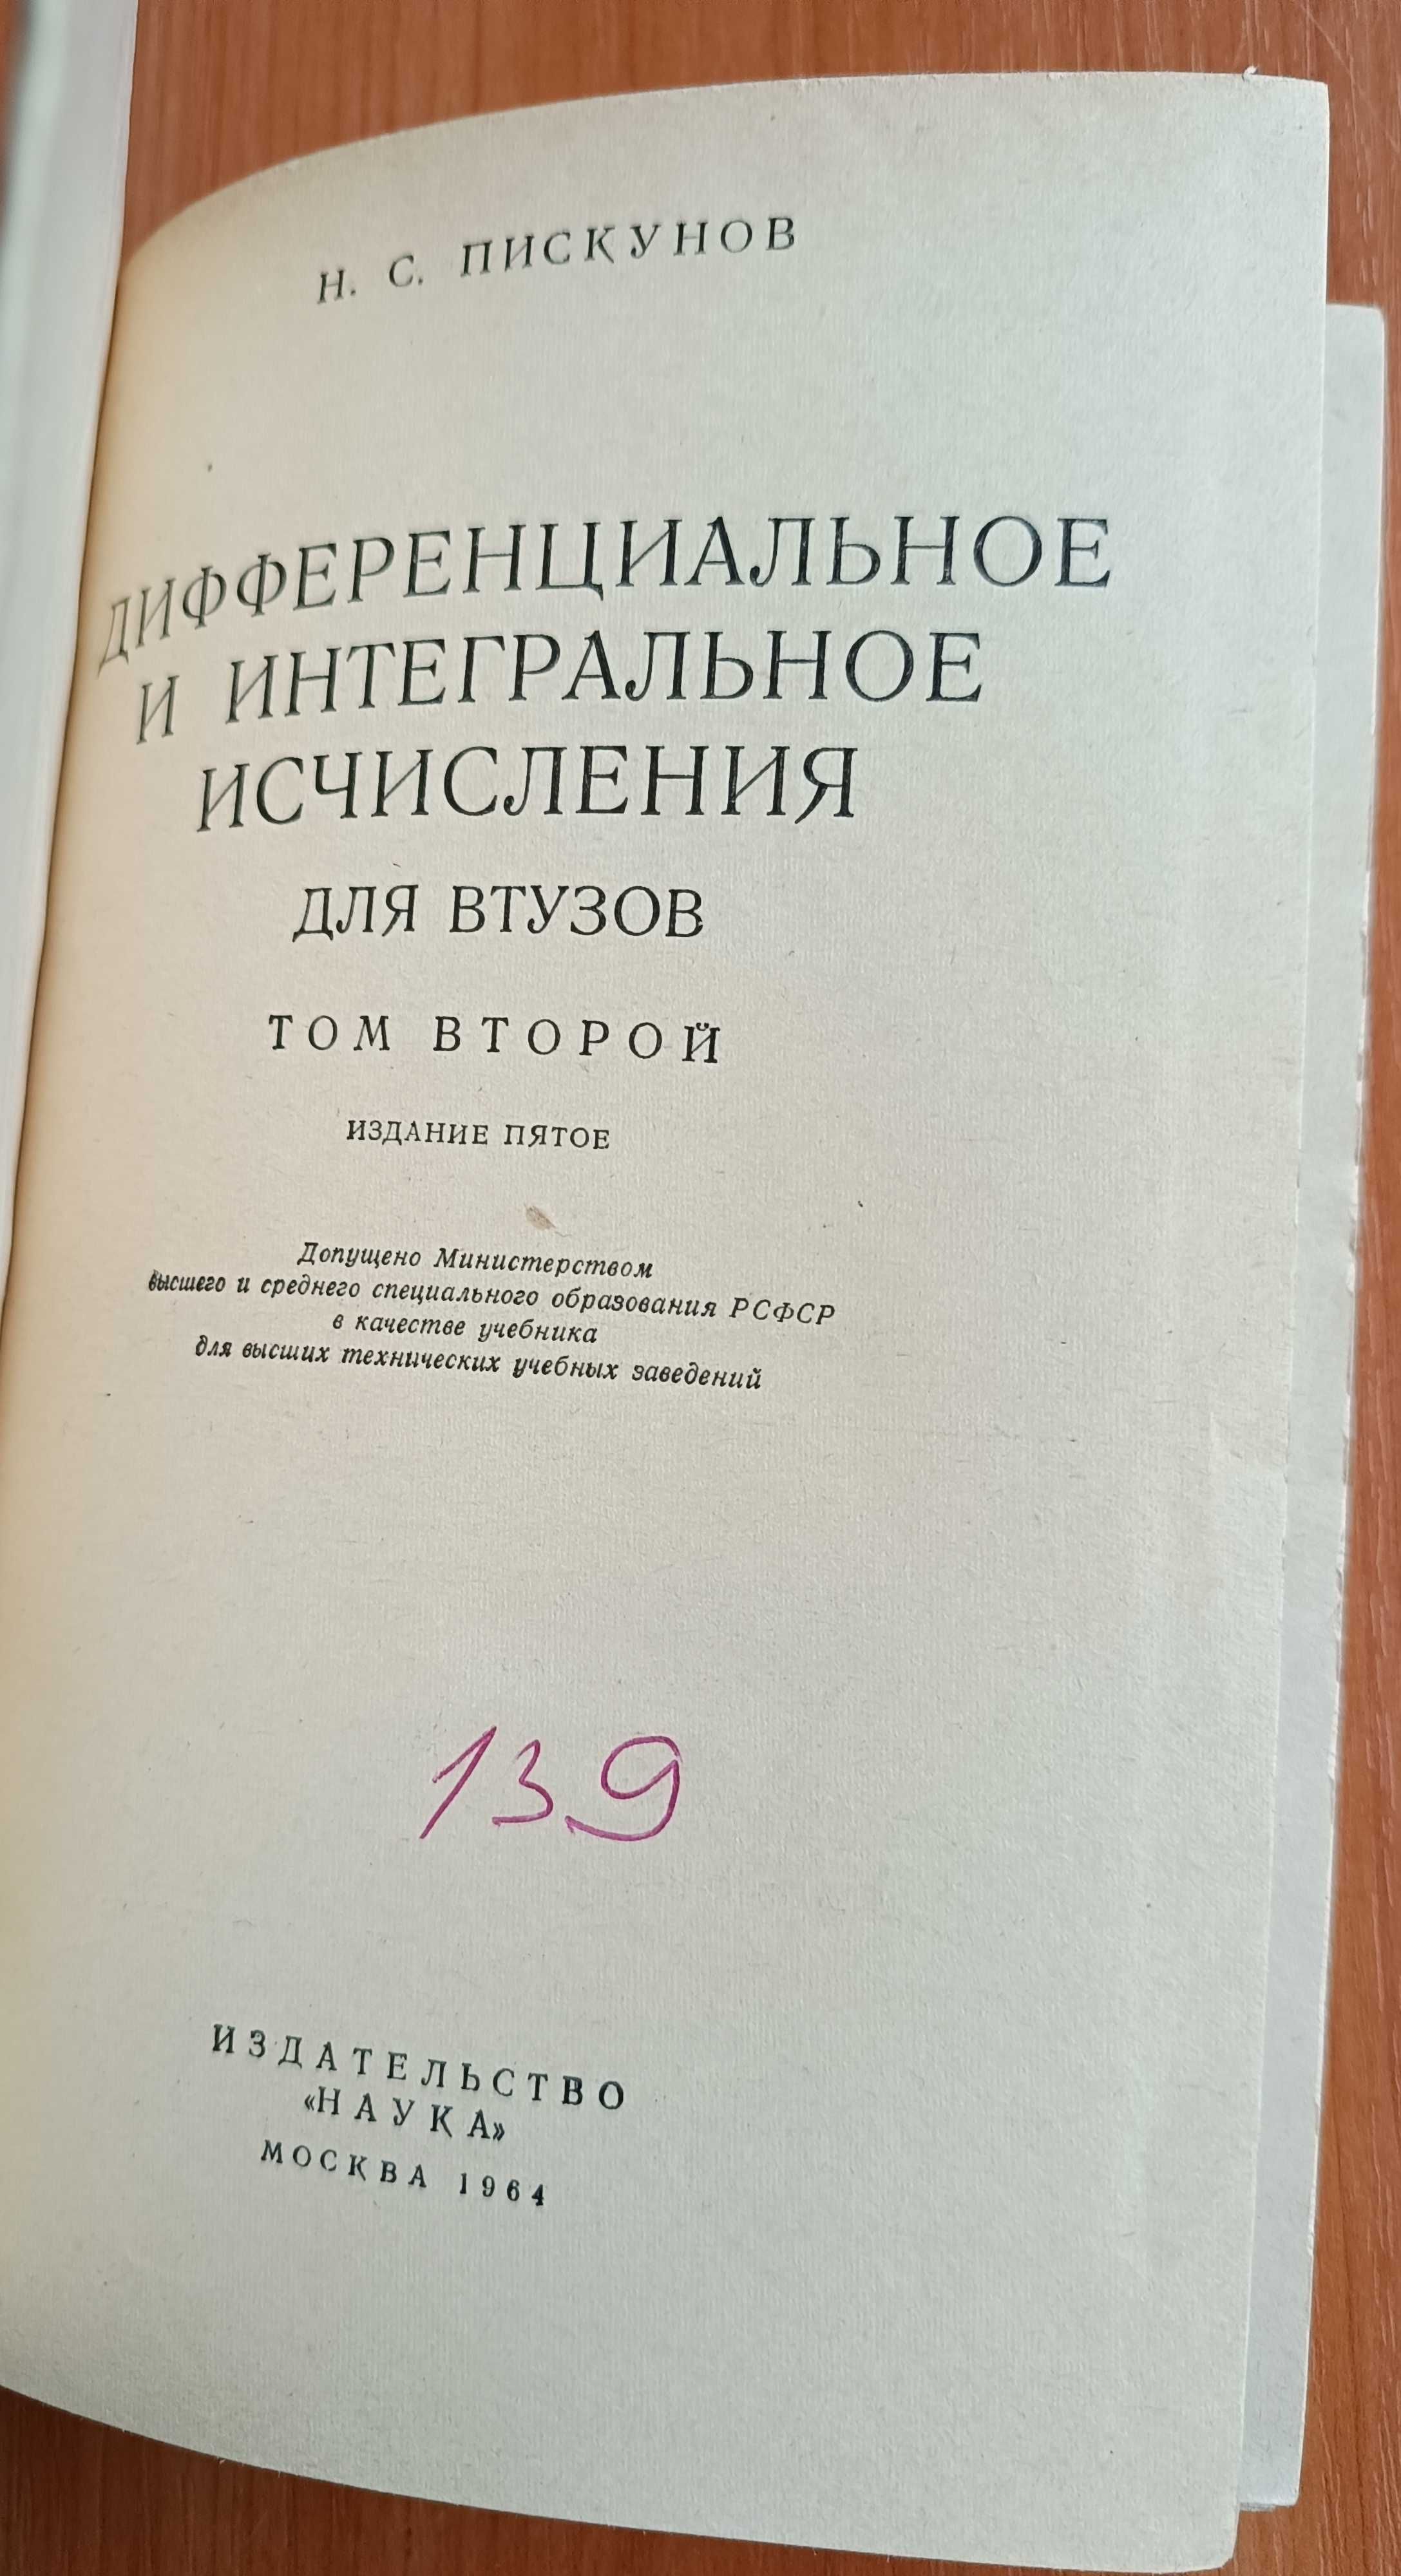 Н. С. ПИСКУНОВ
ДИФФЕРЕНЦИАЛЬНОЕ
И ИНТЕГРАЛЬНОЕ
ИСЧИСЛЕНИЯ
ДЛЯ ВТУЗОВ
ТОМ ВТОРОЙ
ИЗДАНИЕ ПЯТОЕ
Допущено Министерством
высшего и среднего специального образования РСФСР
в качестве учебника
для высших технических учебных заведений
139
ИЗДАТЕЛЬСТВО
«НАУКА»
МОСКВА 1964